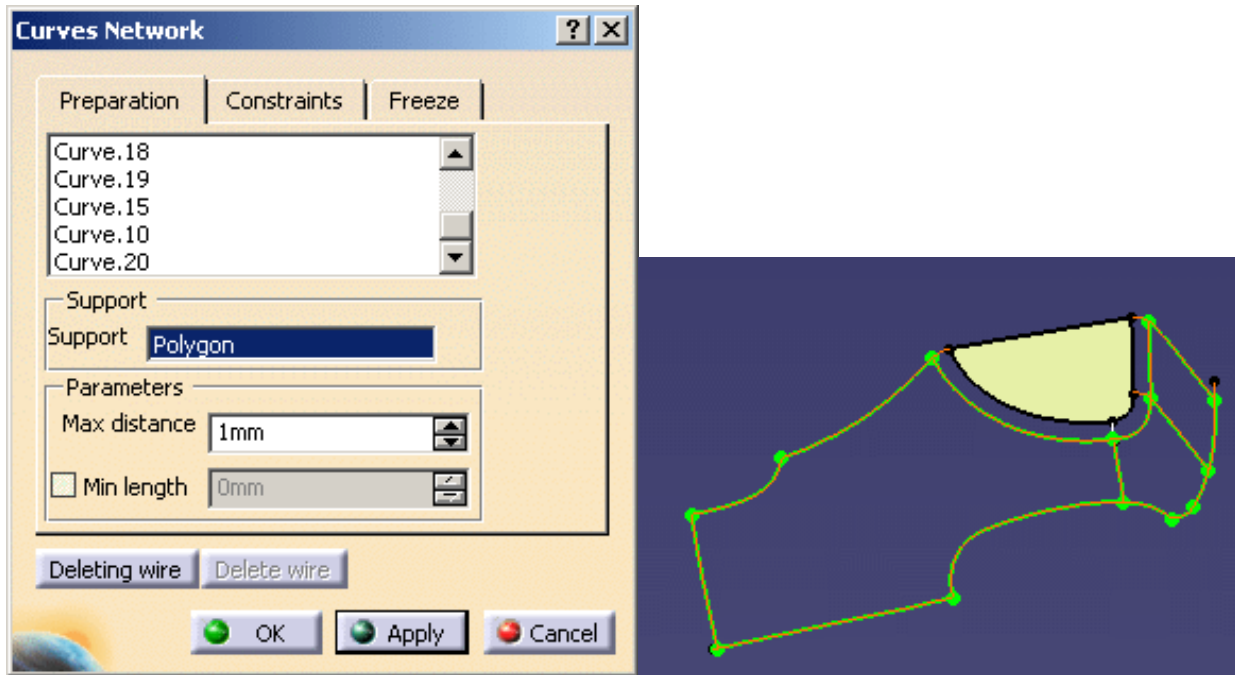 Curves Network
Preparation Constraints Freeze
Curve.18
Curve.19
Curve.15
Curve.10
Curve.20
Support
Support Polygon
Parameters
Max distance 1mm
Min length 0mm
Deleting wire Delete wire
OK Apply Cancel